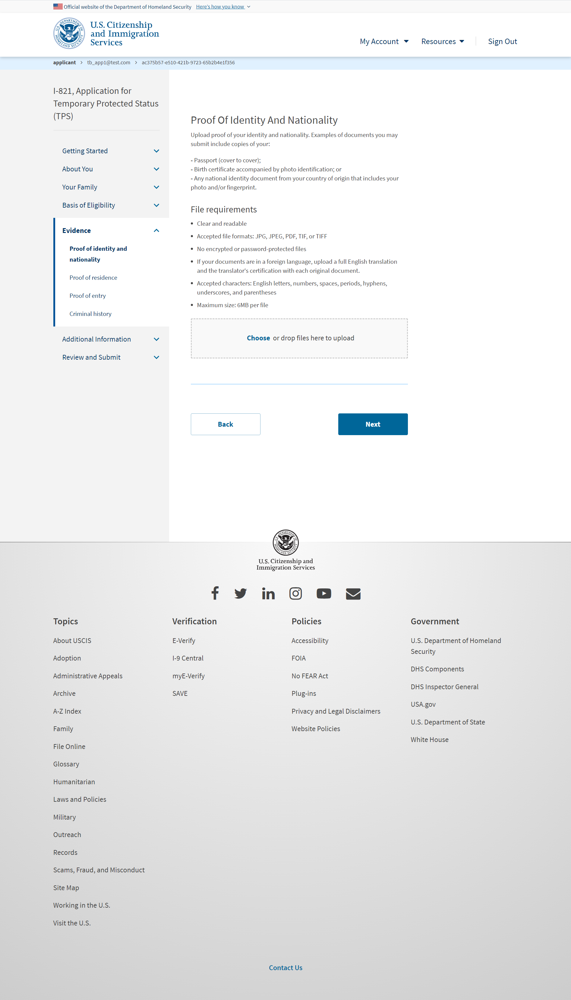 Official website of the Department of Homeland Security Here's how you know
U.S. DEPARTMENT OF HOMELAND SECURITY
U.S. Citizenship
and Immigration
Services
My Account Resources Sign Out
applicant tb_app1@test.com ac375b57-e510-421b-9723-65b2b4e1f356
I-821, Application for
Temporary Protected Status
(TPS)
Getting Started
About You
Your Family
Basis of Eligibility
Evidence
Proof of identity and
nationality
Proof of residence
Proof of entry
Criminal history
Additional Information
Review and Submit
Proof Of Identity And Nationality
Upload proof of your identity and nationality. Examples of documents you may
submit include copies of your:
- Passport (cover to cover);
- Birth certificate accompanied by photo identification; or
- Any national identity document from your country of origin that includes your
photo and/or fingerprint.
File requirements
Clear and readable
Accepted file formats: JPG, JPEG, PDF, TIF, or TIFF
No encrypted or password-protected files
If your documents are in a foreign language, upload a full English translation
and the translator's certification with each original document.
Accepted characters: English letters, numbers, spaces, periods, hyphens,
underscores, and parentheses
Maximum size: 6MB per file
Choose or drop files here to upload
Back
Next
U.S. DEPARTMENT OF HOMELAND SECURITY
U.S. Citizenship and
Immigration Services
Topics
About USCIS
Adoption
Administrative Appeals
Archive
A-Z Index
Family
File Online
Glossary
Humanitarian
Laws and Policies
Military
Outreach
Records
Scams, Fraud, and Misconduct
Site Map
Working in the U.S.
Visit the U.S.
Verification
E-Verify
I-9 Central
myE-Verify
SAVE
Policies
Accessibility
FOIA
No FEAR Act
Plug-ins
Privacy and Legal Disclaimers
Website Policies
Government
U.S. Department of Homeland
Security
DHS Components
DHS Inspector General
USA.gov
U.S. Department of State
White House
Contact Us